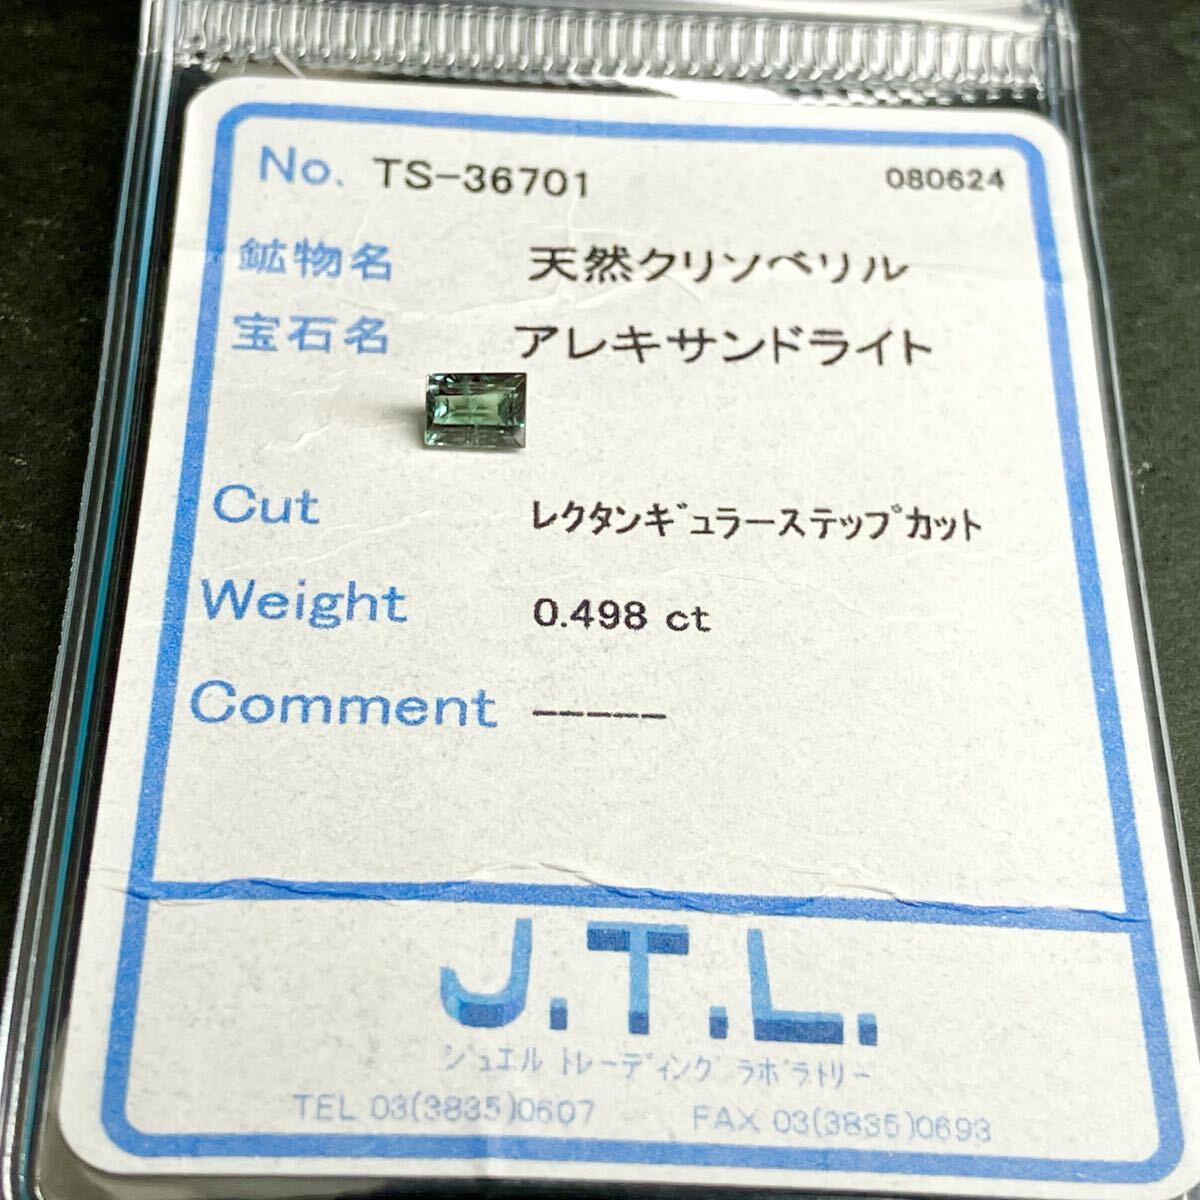 No. TS-36701 080624
鉱物名 天然クリソベリル
宝石名 アレキサンドライト
Cut ﾚｸﾀﾝｷﾞｭﾗｰｽﾃｯﾌﾟｶｯﾄ
Weight 0.498 ct
Comment -----
J.T.L.
ｼﾞｭｴﾙ ﾄﾚｰﾃﾞｨﾝｸﾞ ﾗﾎﾞﾗﾄﾘｰ
TEL 03(3835)0607 FAX 03(3835)0693